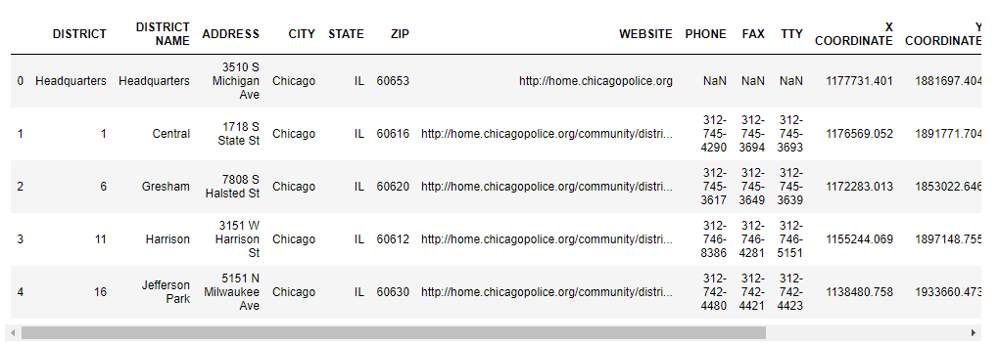 DISTRICT DISTRICT NAME ADDRESS CITY STATE ZIP WEBSITE PHONE FAX TTY X COORDINATE Y COORDINATE
0 Headquarters Headquarters 3510 S Michigan Ave Chicago IL 60653 http://home.chicagopolice.org NaN NaN NaN 1177731.401 1881697.404
1 1 Central 1718 S State St Chicago IL 60616 http://home.chicagopolice.org/community/distri... 312-745-4290 312-745-3694 312-745-3693 1176569.052 1891771.704
2 6 Gresham 7808 S Halsted St Chicago IL 60620 http://home.chicagopolice.org/community/distri... 312-745-3617 312-745-3649 312-745-3639 1172283.013 1853022.646
3 11 Harrison 3151 W Harrison St Chicago IL 60612 http://home.chicagopolice.org/community/distri... 312-746-8386 312-746-4281 312-746-5151 1155244.069 1897148.755
4 16 Jefferson Park 5151 N Milwaukee Ave Chicago IL 60630 http://home.chicagopolice.org/community/distri... 312-742-4480 312-742-4421 312-742-4423 1138480.758 1933660.473